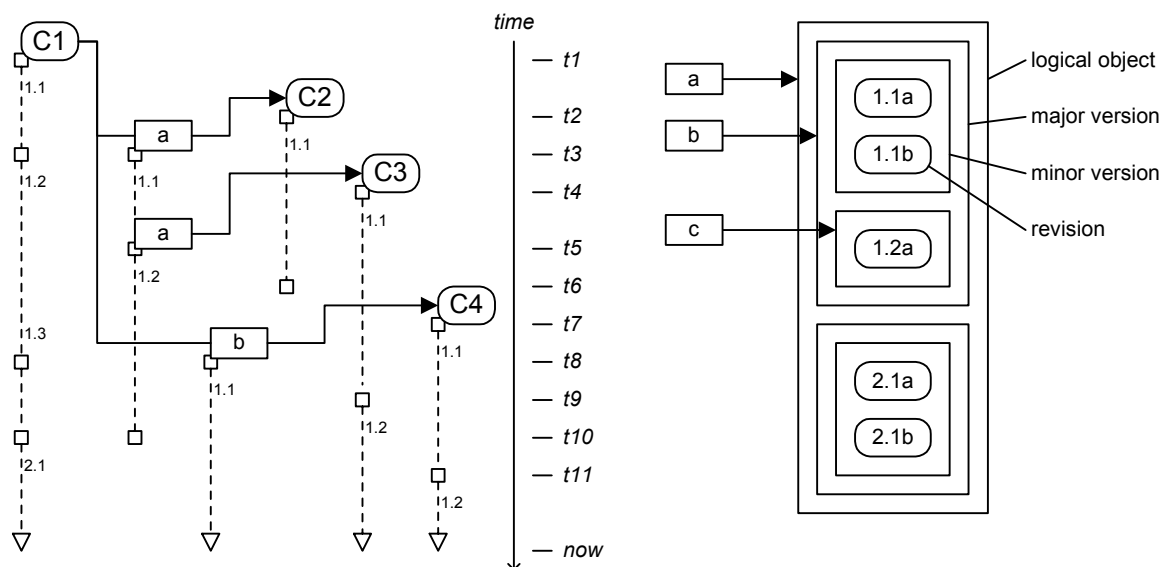 C1
1.1
1.2
1.3
2.1
a
1.1
a
1.2
C2
1.1
C3
1.1
1.2
b
1.1
C4
1.1
1.2
time
t1
t2
t3
t4
t5
t6
t7
t8
t9
t10
t11
now
a
b
c
1.1a
1.1b
1.2a
2.1a
2.1b
logical object
major version
minor version
revision